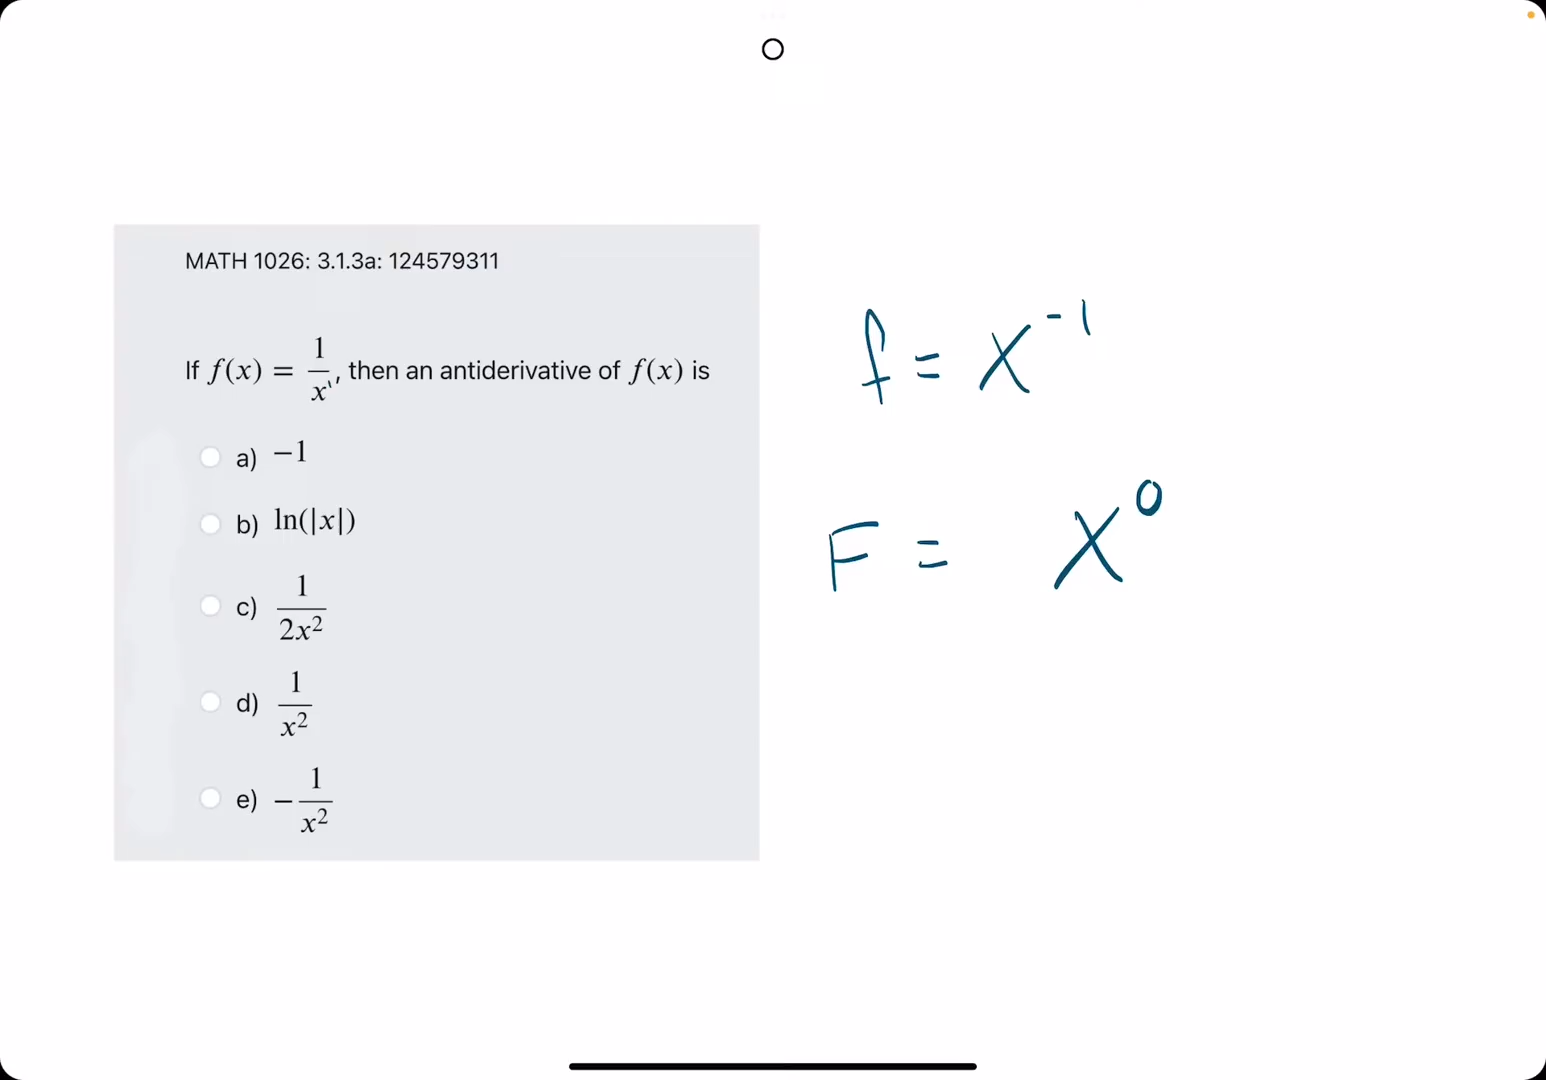 MATH 1026: 3.1.3a: 124579311
If f(x) = 1/x, then an antiderivative of f(x) is
a) −1
b) ln(|x|)
c) 1/2x²
d) 1/x²
e) −1/x²
f = x⁻¹
F = x⁰